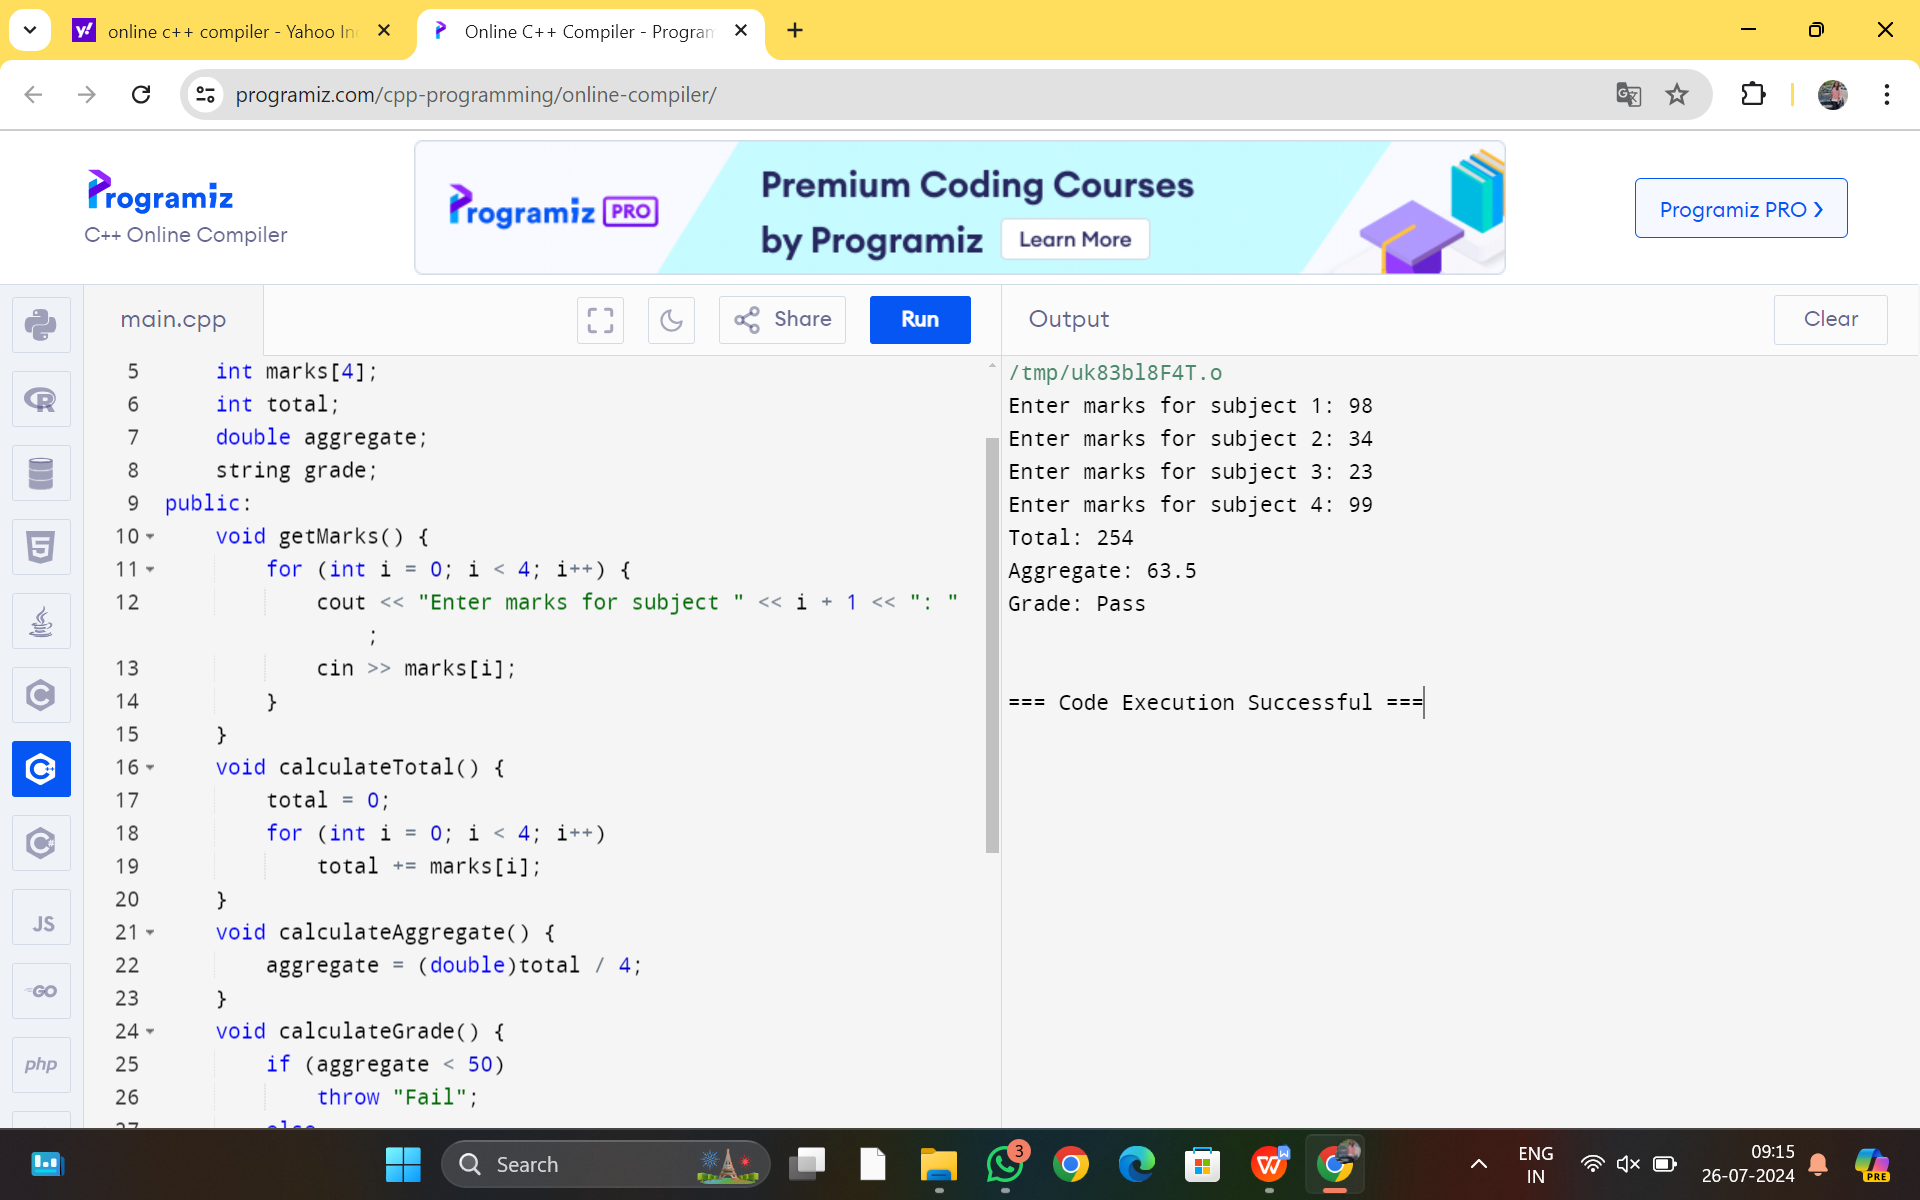 online c++ compiler - Yahoo In
Online C++ Compiler - Program
programiz.com/cpp-programming/online-compiler/
Programiz
C++ Online Compiler
Programiz PRO
Premium Coding Courses
by Programiz
Learn More
Programiz PRO
main.cpp
Share
Run
Output
Clear
5 int marks[4];
6 int total;
7 double aggregate;
8 string grade;
9 public:
10 void getMarks() {
11 for (int i = 0; i < 4; i++) {
12 cout << "Enter marks for subject " << i + 1 << ": "
;
13 cin >> marks[i];
14 }
15 }
16 void calculateTotal() {
17 total = 0;
18 for (int i = 0; i < 4; i++)
19 total += marks[i];
20 }
21 void calculateAggregate() {
22 aggregate = (double)total / 4;
23 }
24 void calculateGrade() {
25 if (aggregate < 50)
26 throw "Fail";
27 else
/tmp/uk83bl8F4T.o
Enter marks for subject 1: 98
Enter marks for subject 2: 34
Enter marks for subject 3: 23
Enter marks for subject 4: 99
Total: 254
Aggregate: 63.5
Grade: Pass
=== Code Execution Successful ===
JS
GO
php
Search
3
ENG
IN
09:15
26-07-2024
PRE